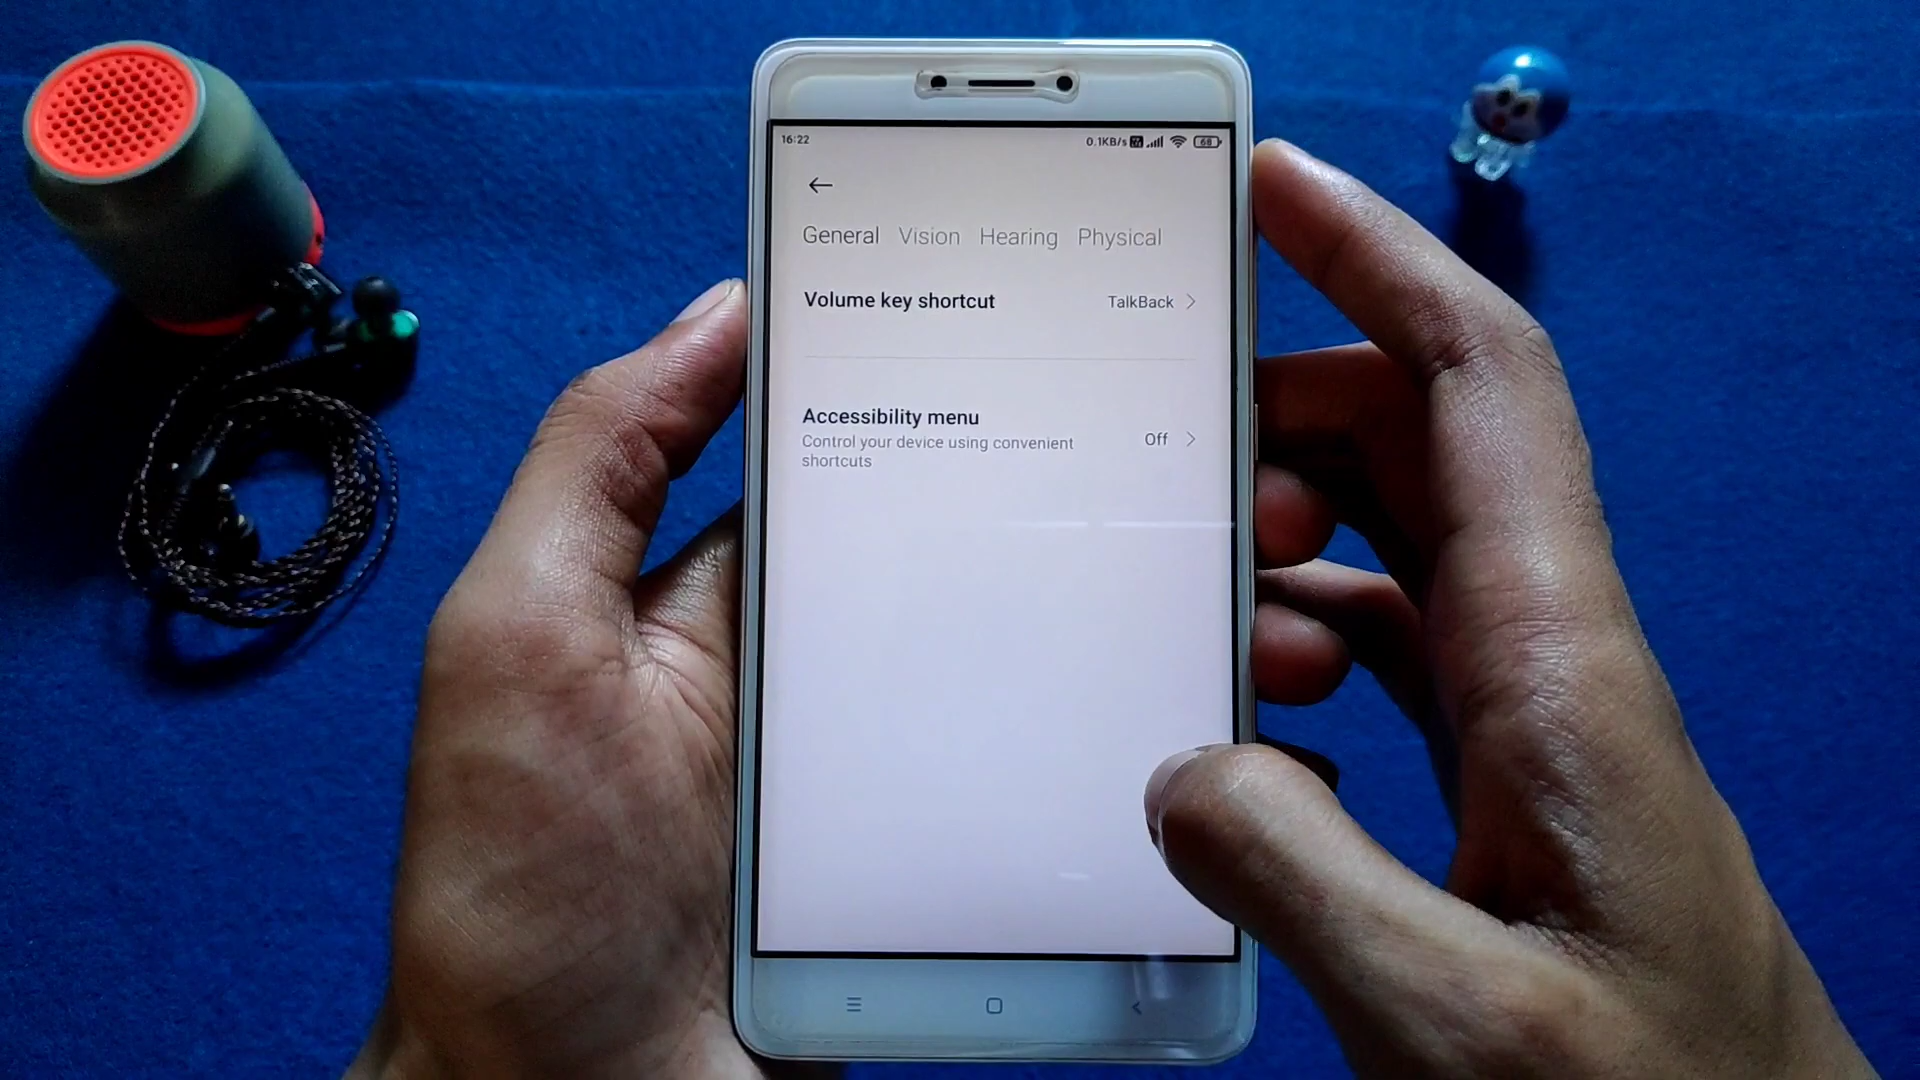 16:22
0.1KB/s 68
General Vision Hearing Physical
Volume key shortcut TalkBack
Accessibility menu
Control your device using convenient
shortcuts
Off